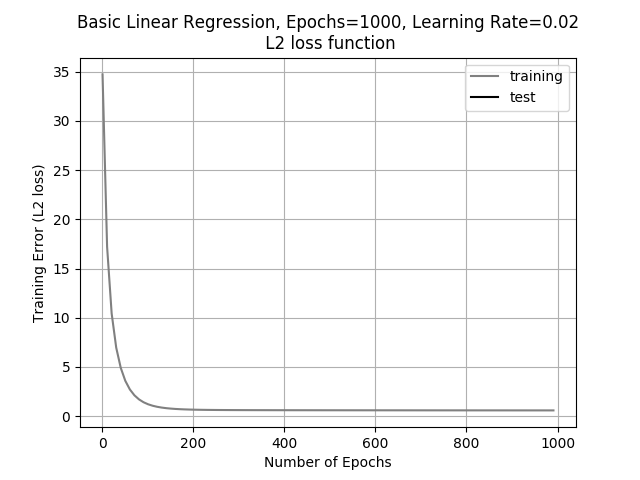 Basic Linear Regression, Epochs=1000, Learning Rate=0.02
L2 loss function
training
test
35
30
25
20
15
10
5
0
Training Error (L2 loss)
0 200 400 600 800 1000
Number of Epochs